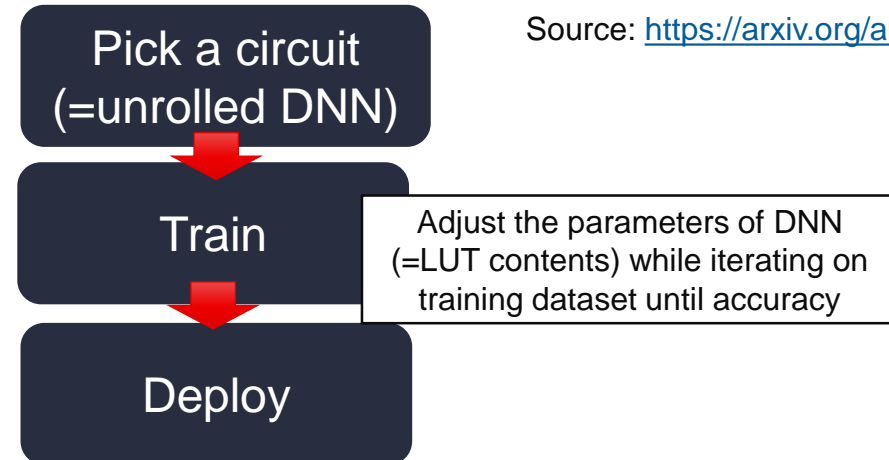 Pick a circuit
(=unrolled DNN)
Source: https://arxiv.org/a
Train
Adjust the parameters of DNN
(=LUT contents) while iterating on
training dataset until accuracy
Deploy